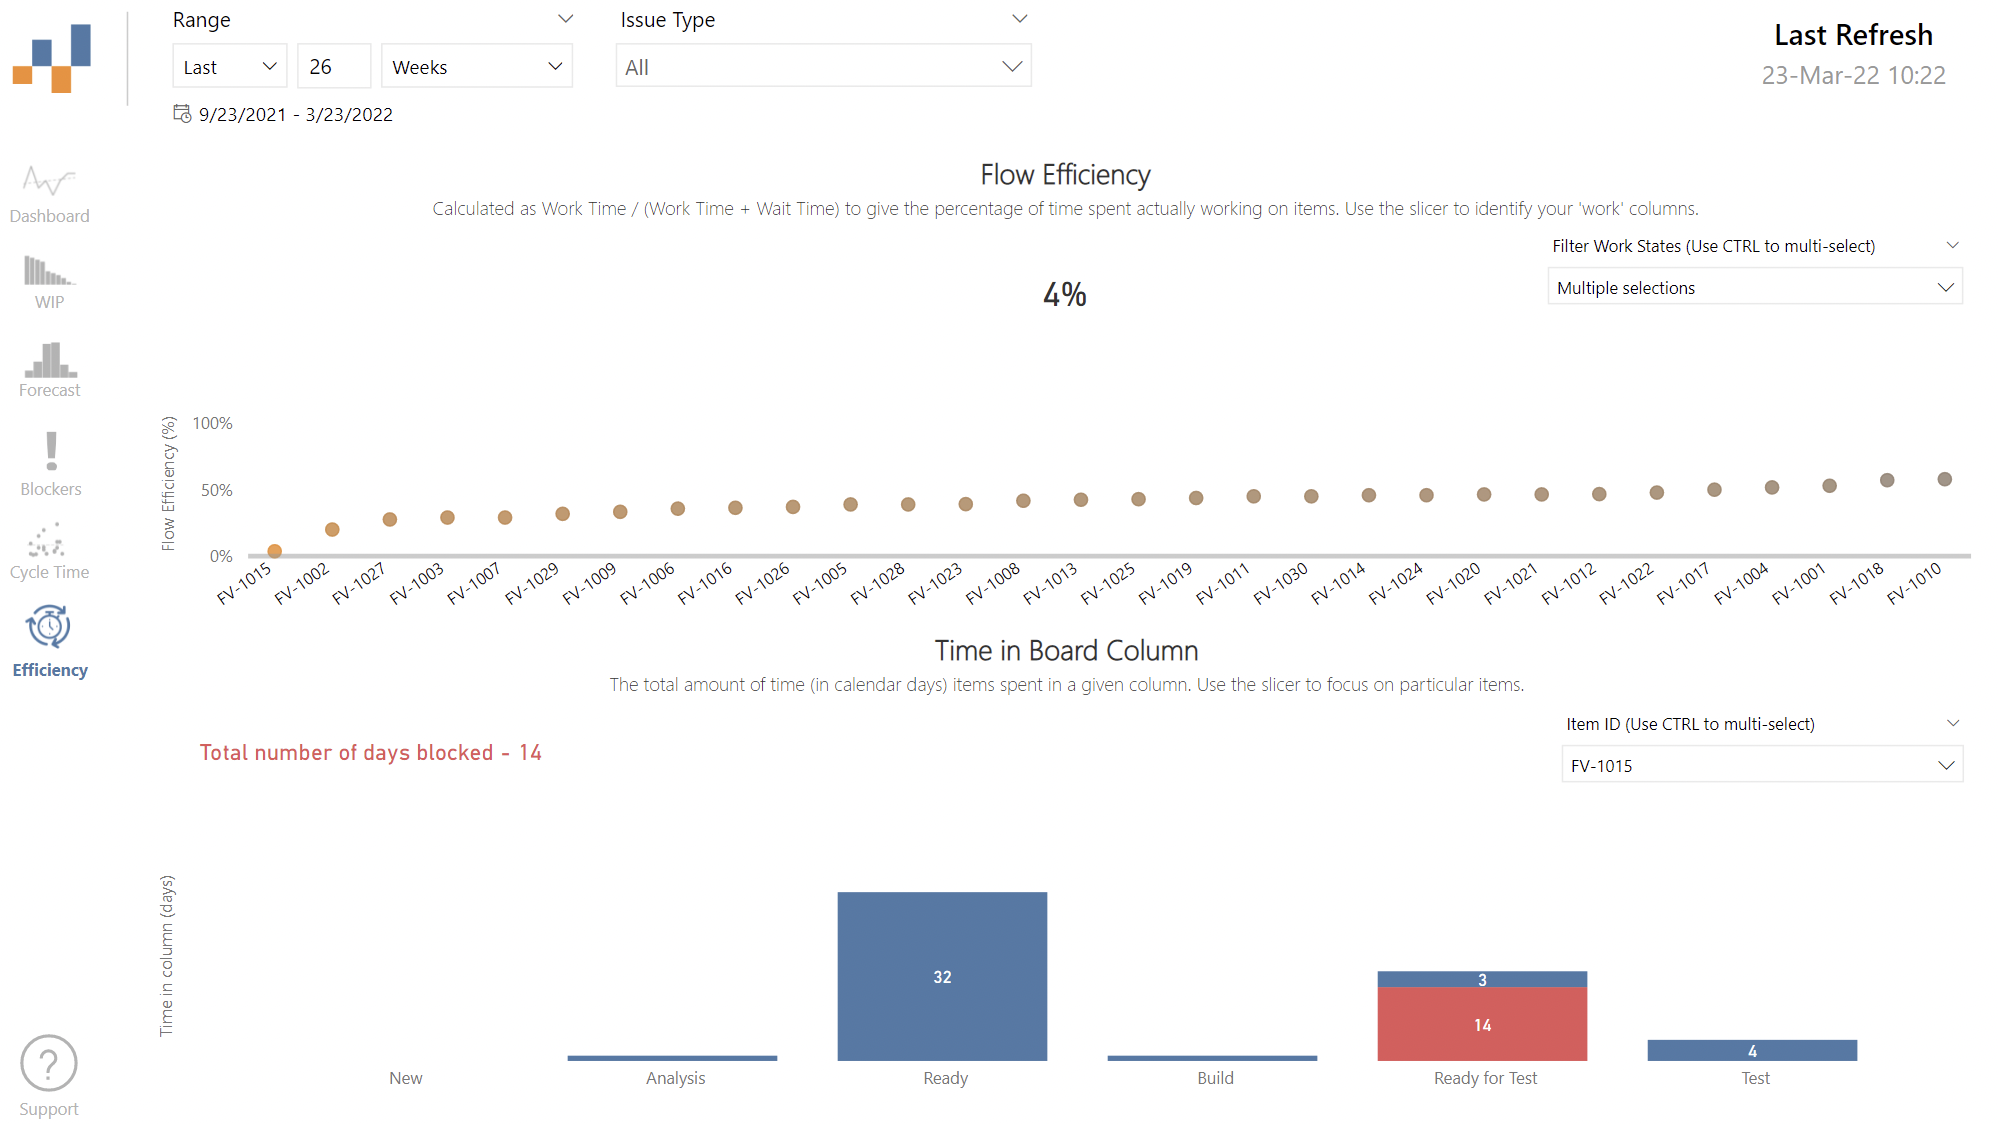 Range
Issue Type
Last Refresh
Last
26
Weeks
All
23-Mar-22 10:22
9/23/2021 - 3/23/2022
Dashboard
WIP
Forecast
Blockers
Cycle Time
Efficiency
Support
Flow Efficiency
Calculated as Work Time / (Work Time + Wait Time) to give the percentage of time spent actually working on items. Use the slicer to identify your 'work' columns.
Filter Work States (Use CTRL to multi-select)
Multiple selections
4%
Flow Efficiency (%)
100%
50%
0%
FV-1015
FV-1002
FV-1027
FV-1003
FV-1007
FV-1029
FV-1009
FV-1006
FV-1016
FV-1026
FV-1005
FV-1028
FV-1023
FV-1008
FV-1013
FV-1025
FV-1019
FV-1011
FV-1030
FV-1014
FV-1024
FV-1020
FV-1021
FV-1012
FV-1022
FV-1017
FV-1004
FV-1001
FV-1018
FV-1010
Time in Board Column
The total amount of time (in calendar days) items spent in a given column. Use the slicer to focus on particular items.
Item ID (Use CTRL to multi-select)
FV-1015
Total number of days blocked - 14
Time in column (days)
32
3
14
4
New
Analysis
Ready
Build
Ready for Test
Test